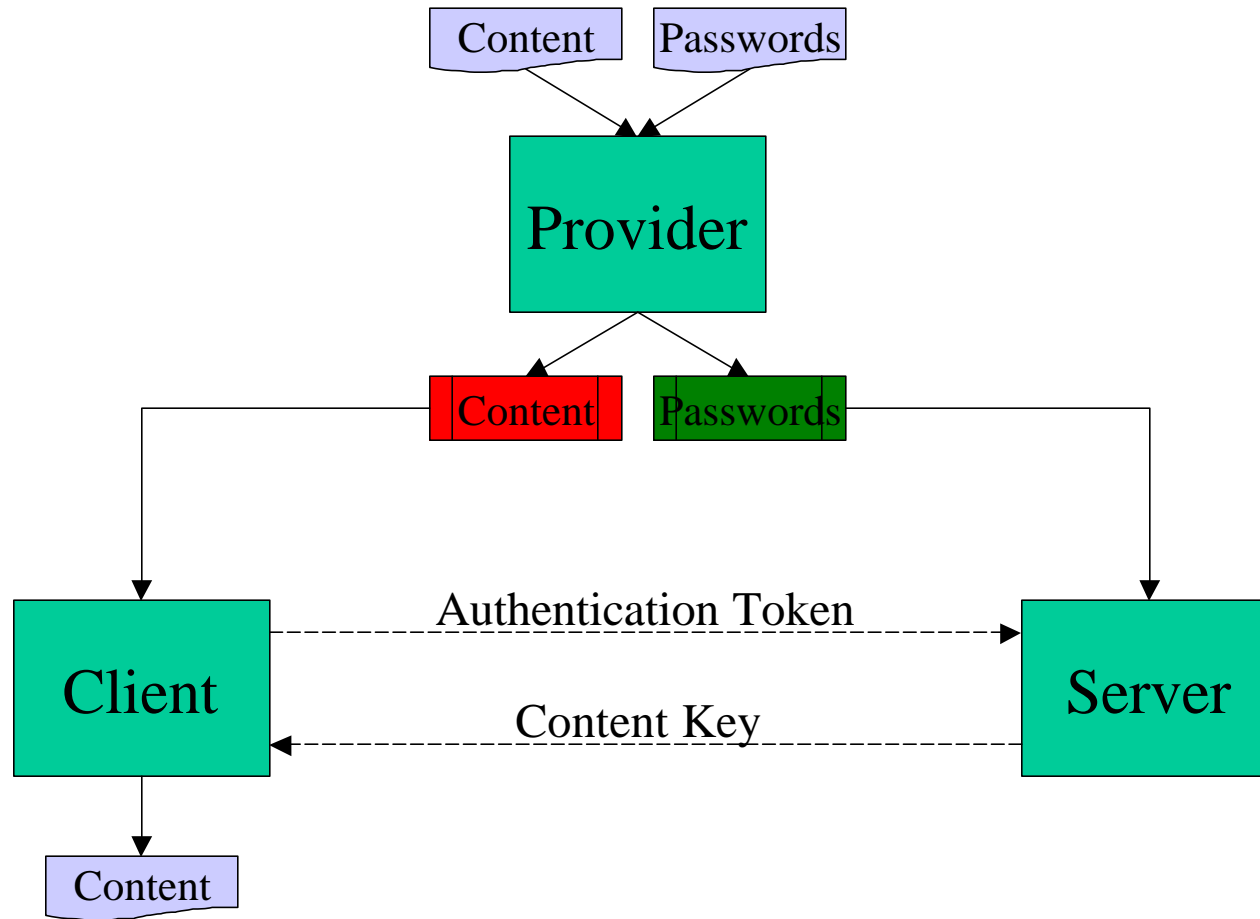 Content
Passwords
Provider
Content
Passwords
Authentication Token
Client
Server
Content Key
Content